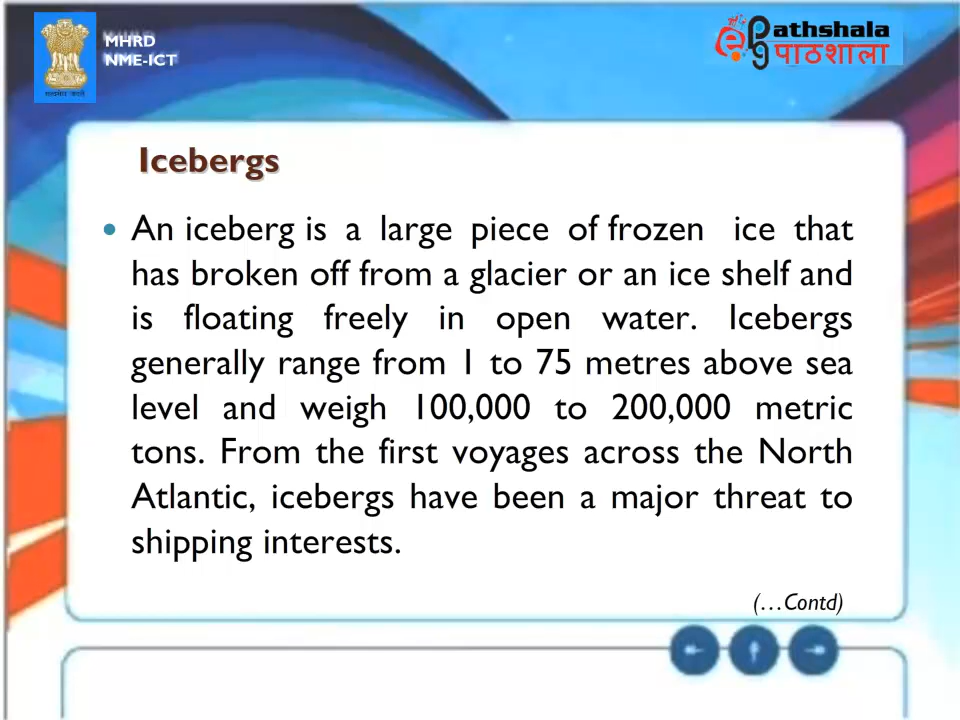 MHRD
NME-ICT
ePG Pathshala
पाठशाला
Icebergs
• An iceberg is a large piece of frozen ice that
has broken off from a glacier or an ice shelf and
is floating freely in open water. Icebergs
generally range from 1 to 75 metres above sea
level and weigh 100,000 to 200,000 metric
tons. From the first voyages across the North
Atlantic, icebergs have been a major threat to
shipping interests.
(…Contd)